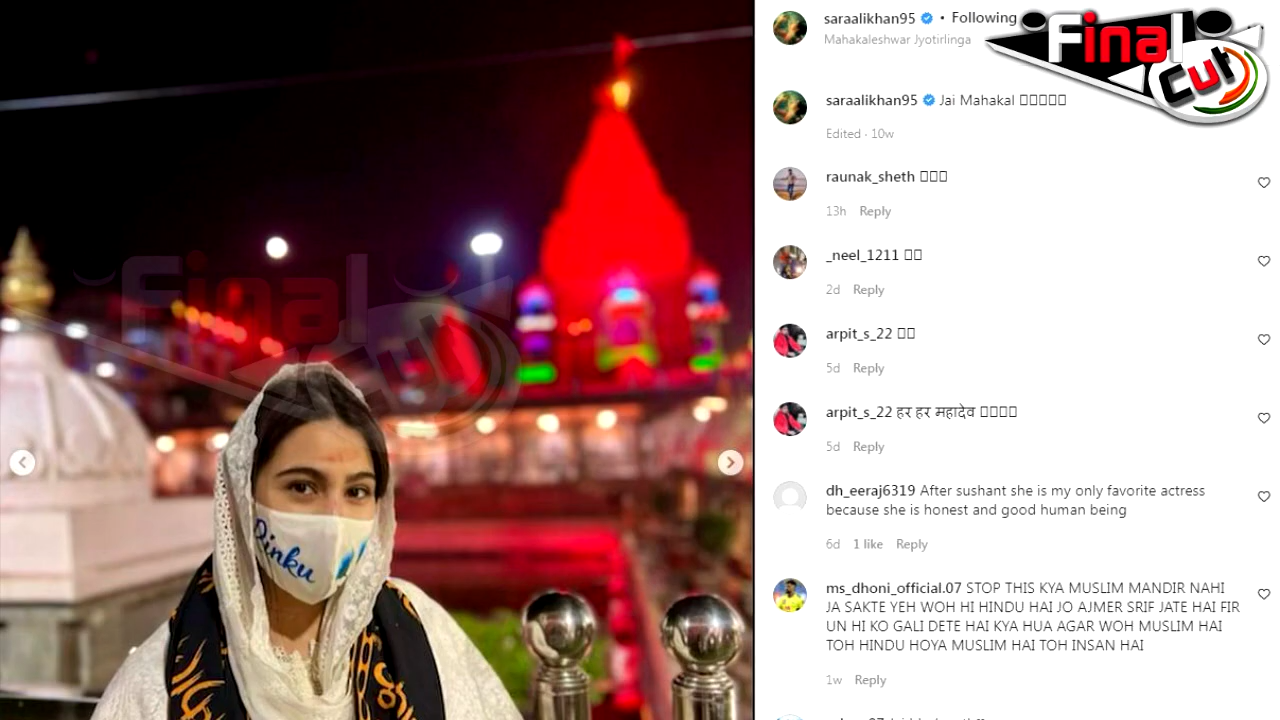 saraalikhan95 • Following
Mahakaleshwar Jyotirlinga
Final
Cut
saraalikhan95 Jai Mahakal
Edited · 10w
raunak_sheth
13h Reply
_neel_1211
2d Reply
arpit_s_22
5d Reply
arpit_s_22 हर हर महादेव
5d Reply
dh_eeraj6319 After sushant she is my only favorite actress
because she is honest and good human being
6d 1 like Reply
ms_dhoni_official.07 STOP THIS KYA MUSLIM MANDIR NAHI
JA SAKTE YEH WOH HI HINDU HAI JO AJMER SRIF JATE HAI FIR
UN HI KO GALI DETE HAI KYA HUA AGAR WOH MUSLIM HAI
TOH HINDU HOYA MUSLIM HAI TOH INSAN HAI
1w Reply
Final
Cut
Pinku